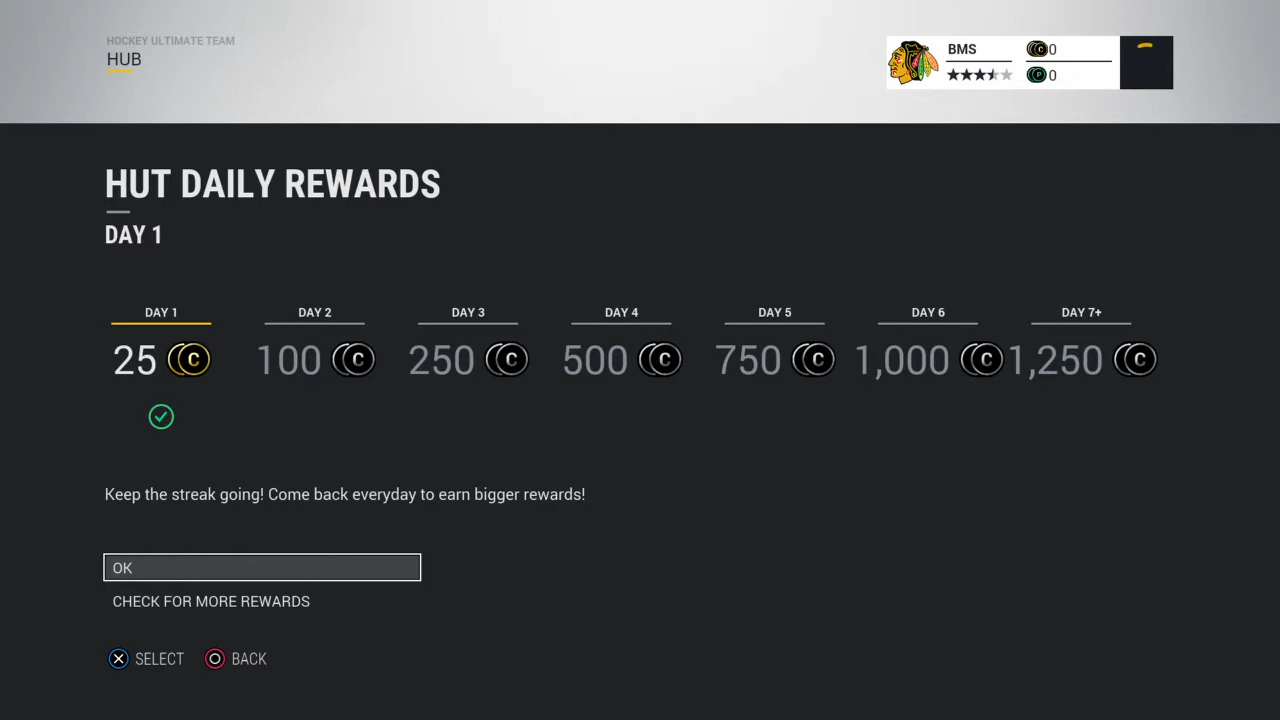 HOCKEY ULTIMATE TEAM
HUB
BMS
C 0
P 0
HUT DAILY REWARDS
DAY 1
DAY 1 DAY 2 DAY 3 DAY 4 DAY 5 DAY 6 DAY 7+
25 C 100 C 250 C 500 C 750 C 1,000 C 1,250 C
Keep the streak going! Come back everyday to earn bigger rewards!
OK
CHECK FOR MORE REWARDS
SELECT BACK